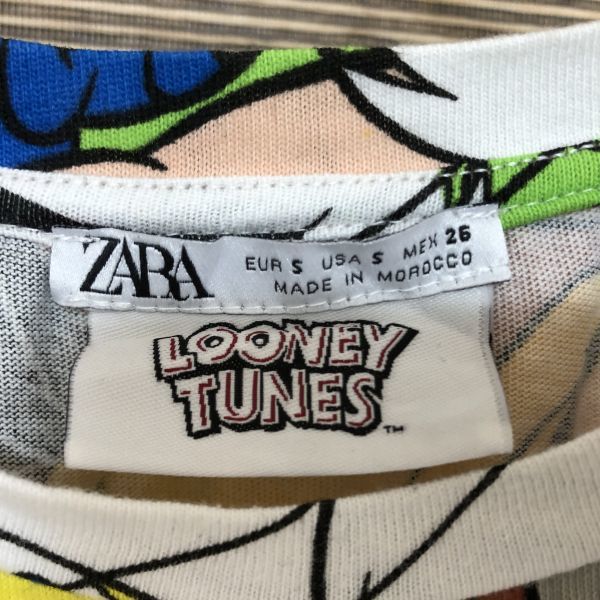 ZARA
EUR S USA S MEX 26
MADE IN MOROCCO
LOONEY
TUNES
™